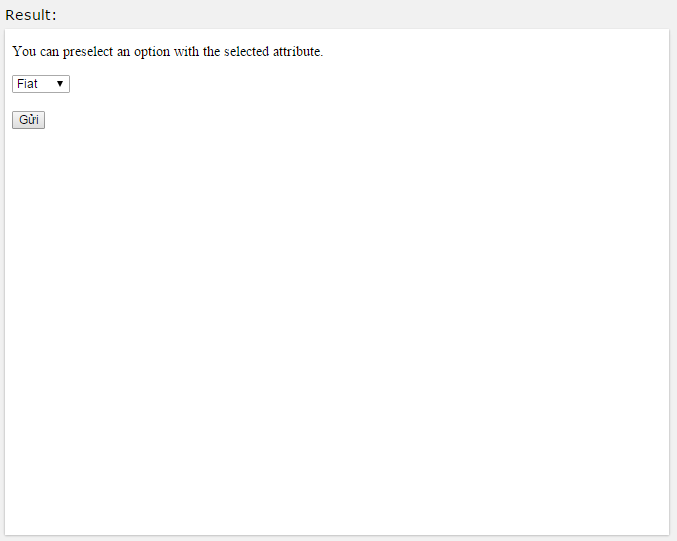 Result:
You can preselect an option with the selected attribute.
Fiat
Gửi